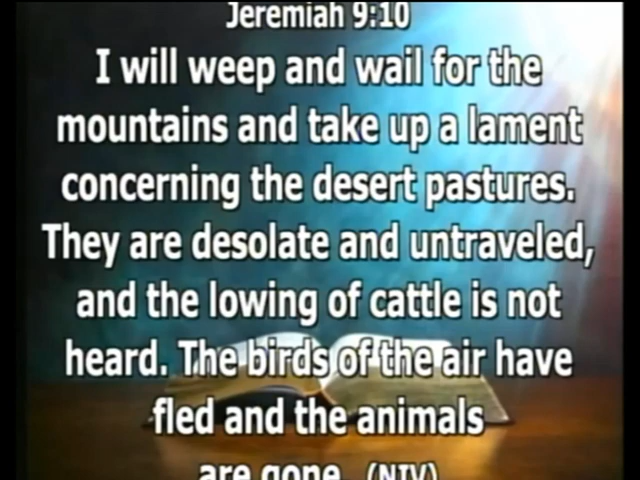 Jeremiah 9:10
I will weep and wail for the
mountains and take up a lament
concerning the desert pastures.
They are desolate and untraveled,
and the lowing of cattle is not
heard. The birds of the air have
fled and the animals
are gone. (NIV)